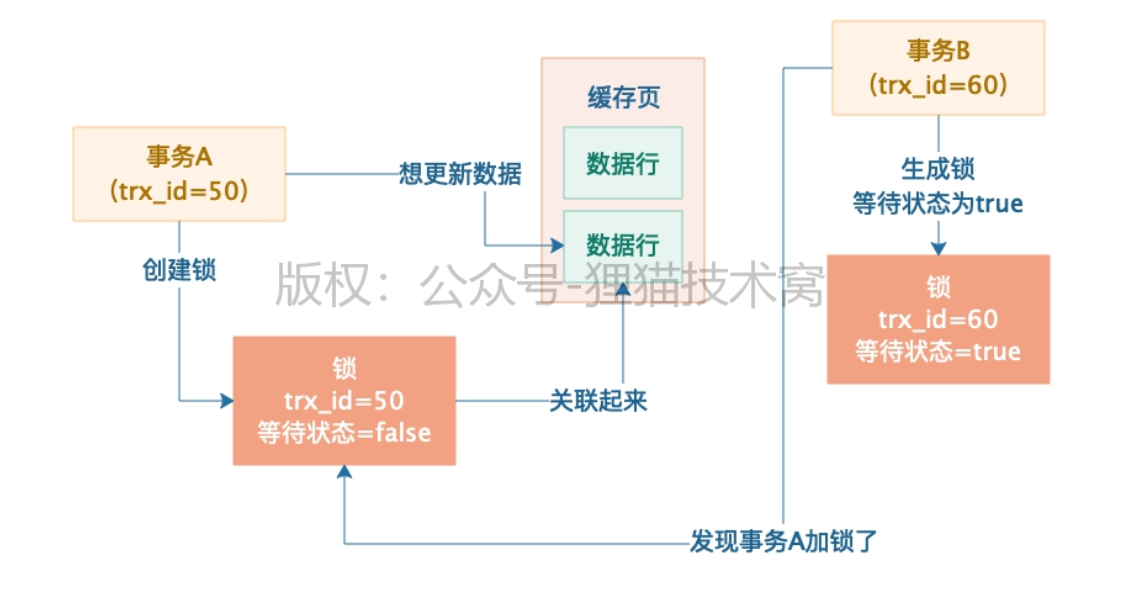 事务B
(trx_id=60)
缓存页
事务A
(trx_id=50)
想更新数据
数据行
数据行
生成锁
等待状态为true
创建锁
版权：公众号-狸猫技术窝
锁
trx_id=60
等待状态=true
锁
trx_id=50
等待状态=false
关联起来
发现事务A加锁了